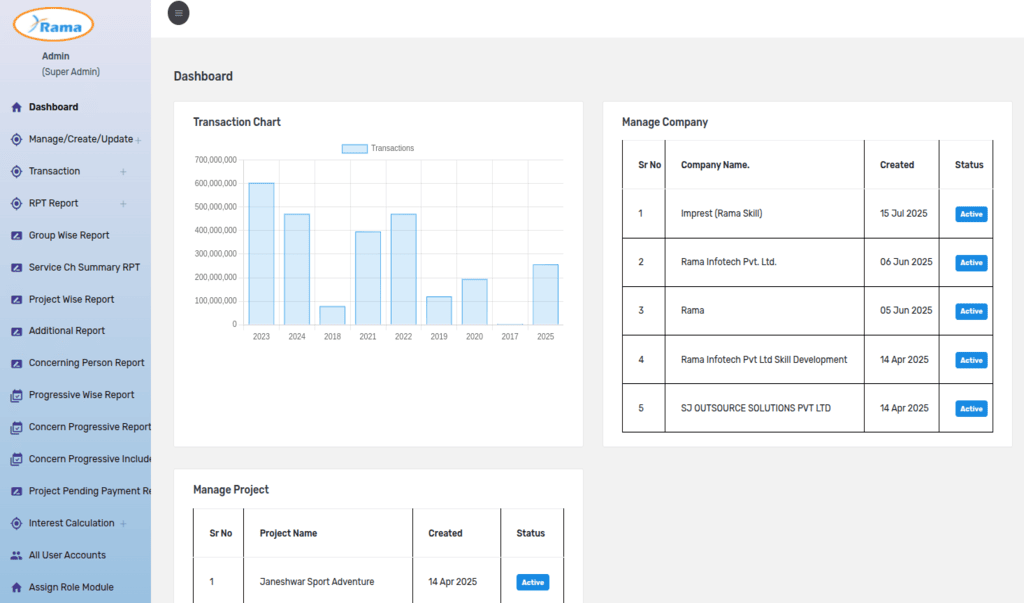 Rama
Admin
(Super Admin)
Dashboard
Manage/Create/Update +
Transaction +
RPT Report +
Group Wise Report
Service Ch Summary RPT
Project Wise Report
Additional Report
Concerning Person Report
Progressive Wise Report
Concern Progressive Report
Concern Progressive Include
Project Pending Payment Re
Interest Calculation +
All User Accounts
Assign Role Module
Dashboard
Transaction Chart
Transactions
700,000,000
600,000,000
500,000,000
400,000,000
300,000,000
200,000,000
100,000,000
0
2023 2024 2018 2021 2022 2019 2020 2017 2025
Manage Company
Sr No Company Name. Created Status
1 Imprest (Rama Skill) 15 Jul 2025 Active
2 Rama Infotech Pvt. Ltd. 06 Jun 2025 Active
3 Rama 05 Jun 2025 Active
4 Rama Infotech Pvt Ltd Skill Development 14 Apr 2025 Active
5 SJ OUTSOURCE SOLUTIONS PVT LTD 14 Apr 2025 Active
Manage Project
Sr No Project Name Created Status
1 Janeshwar Sport Adventure 14 Apr 2025 Active